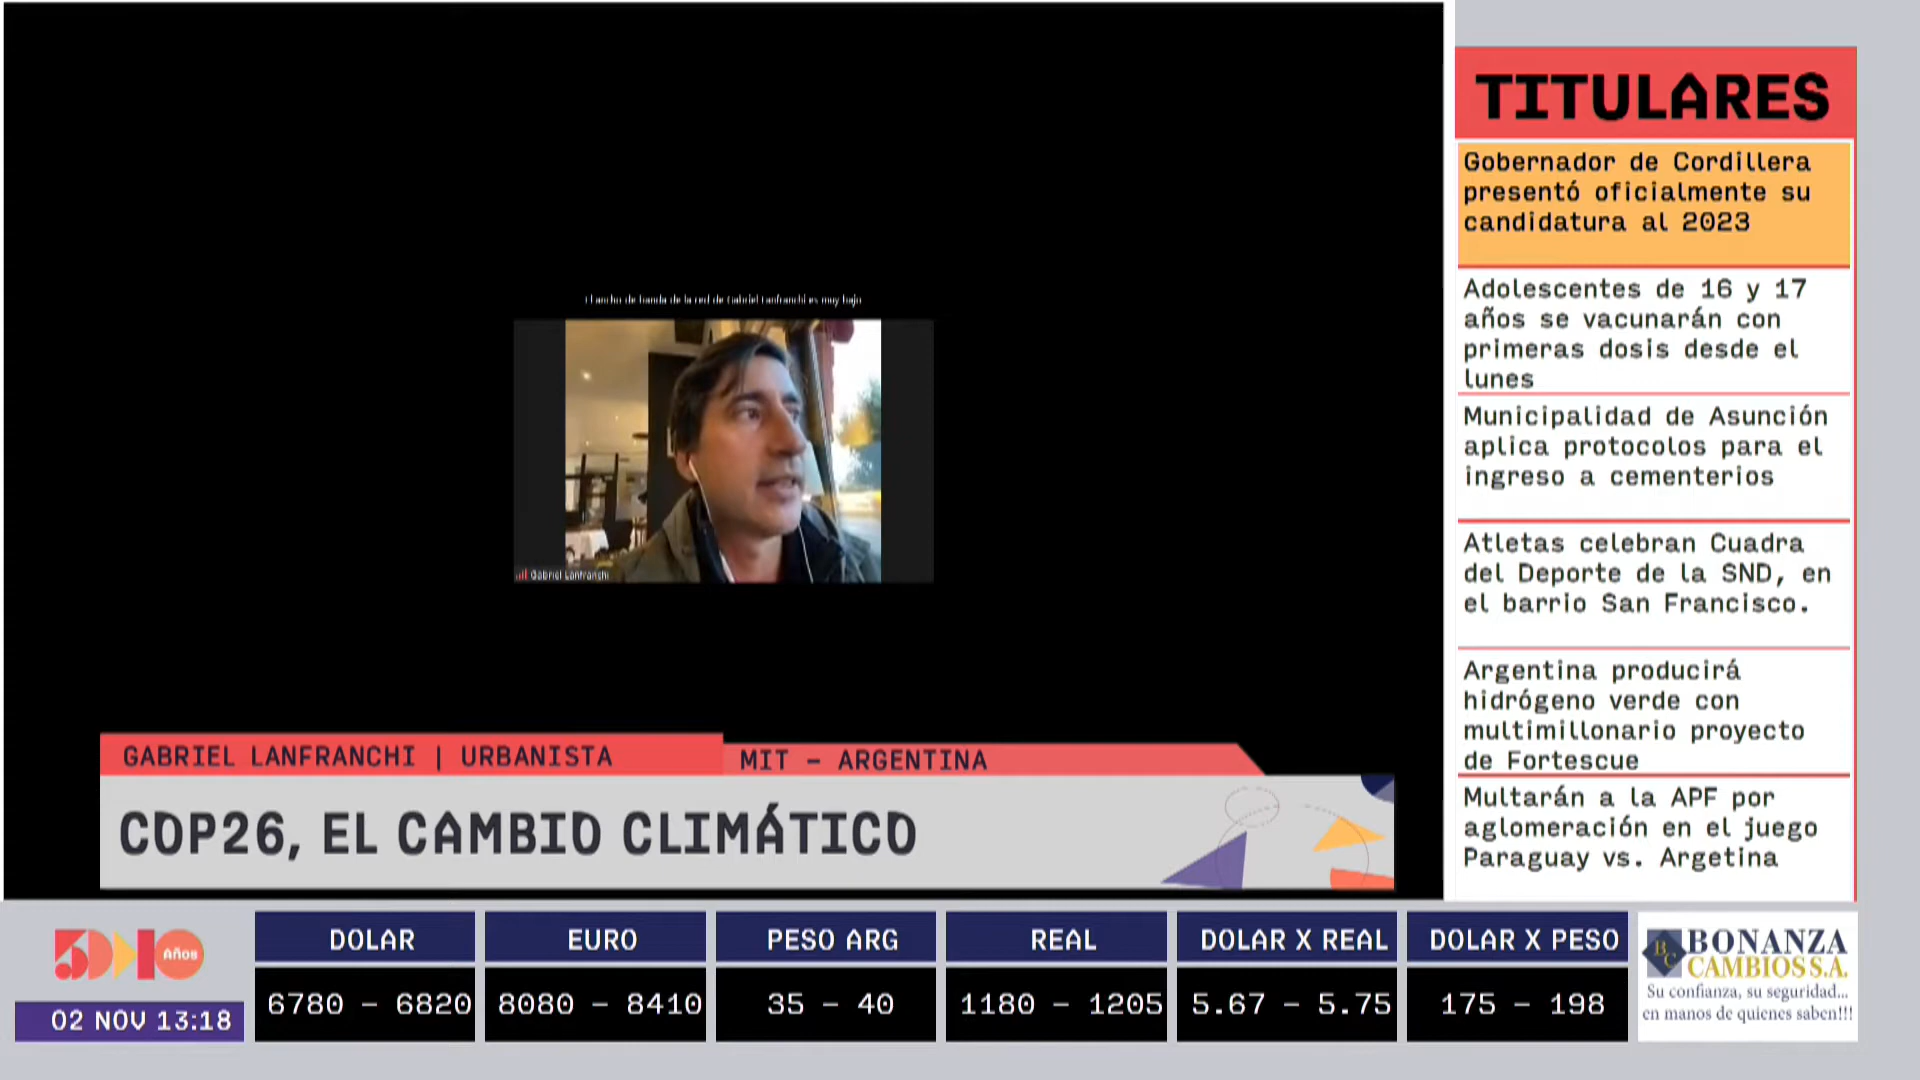 El ancho de banda de la red de Gabriel Lanfranchi es muy bajo
Gabriel Lanfranchi
GABRIEL LANFRANCHI | URBANISTA
MIT - ARGENTINA
COP26, EL CAMBIO CLIMÁTICO
TITULARES
Gobernador de Cordillera
presentó oficialmente su
candidatura al 2023
Adolescentes de 16 y 17
años se vacunarán con
primeras dosis desde el
lunes
Municipalidad de Asunción
aplica protocolos para el
ingreso a cementerios
Atletas celebran Cuadra
del Deporte de la SND, en
el barrio San Francisco.
Argentina producirá
hidrógeno verde con
multimillonario proyecto
de Fortescue
Multarán a la APF por
aglomeración en el juego
Paraguay vs. Argetina
Años
02 NOV 13:18
DOLAR
6780 - 6820
EURO
8080 - 8410
PESO ARG
35 - 40
REAL
1180 - 1205
DOLAR X REAL
5.67 - 5.75
DOLAR X PESO
175 - 198
BC
BONANZA
CAMBIOS S.A.
Su confianza, su seguridad...
en manos de quienes saben!!!